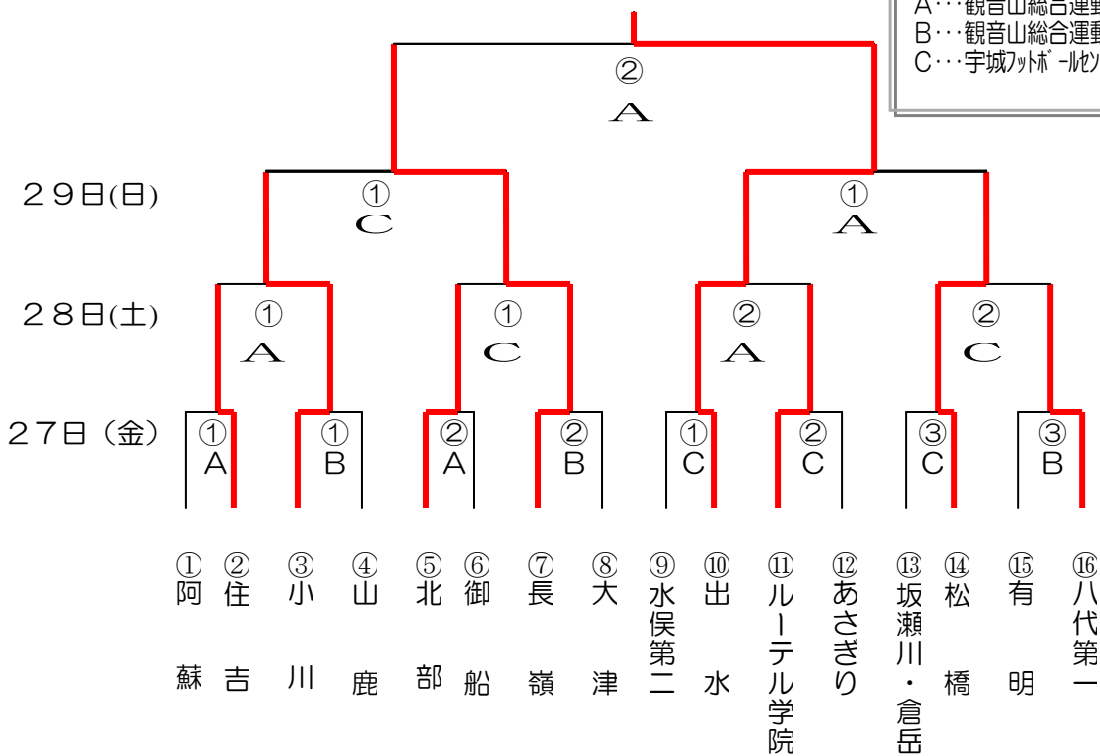 A･･･観音山総合運動
B･･･観音山総合運動
C･･･宇城フットボールセン
②
A
29日(日)
①
C
①
A
28日(土)
①
A
①
C
②
A
②
C
27日（金）
①
A
①
B
②
A
②
B
①
C
②
C
③
C
③
B
①阿蘇
②住吉
③小川
④山鹿
⑤北部
⑥御船
⑦長嶺
⑧大津
⑨水俣第二
⑩出水
⑪ルーテル学院
⑫あさぎり
⑬坂瀬川・倉岳
⑭松橋
⑮有明
⑯八代第一